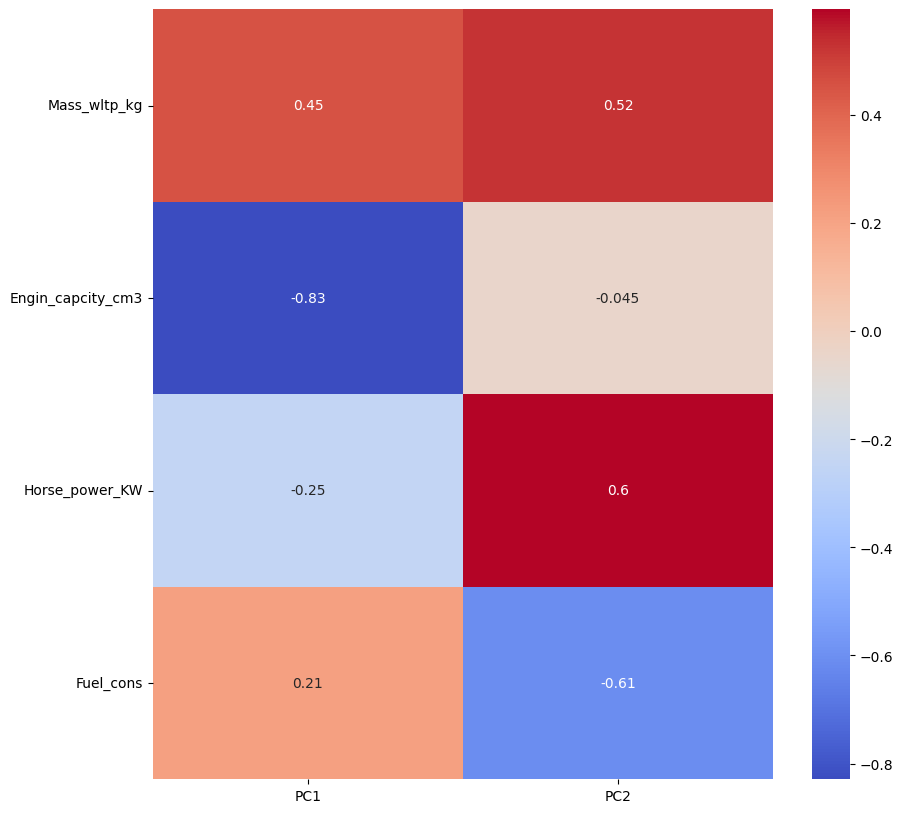 Mass_wltp_kg
0.45
0.52
Engin_capcity_cm3
-0.83
-0.045
Horse_power_KW
-0.25
0.6
Fuel_cons
0.21
-0.61
PC1
PC2
0.4
0.2
0.0
−0.2
−0.4
−0.6
−0.8